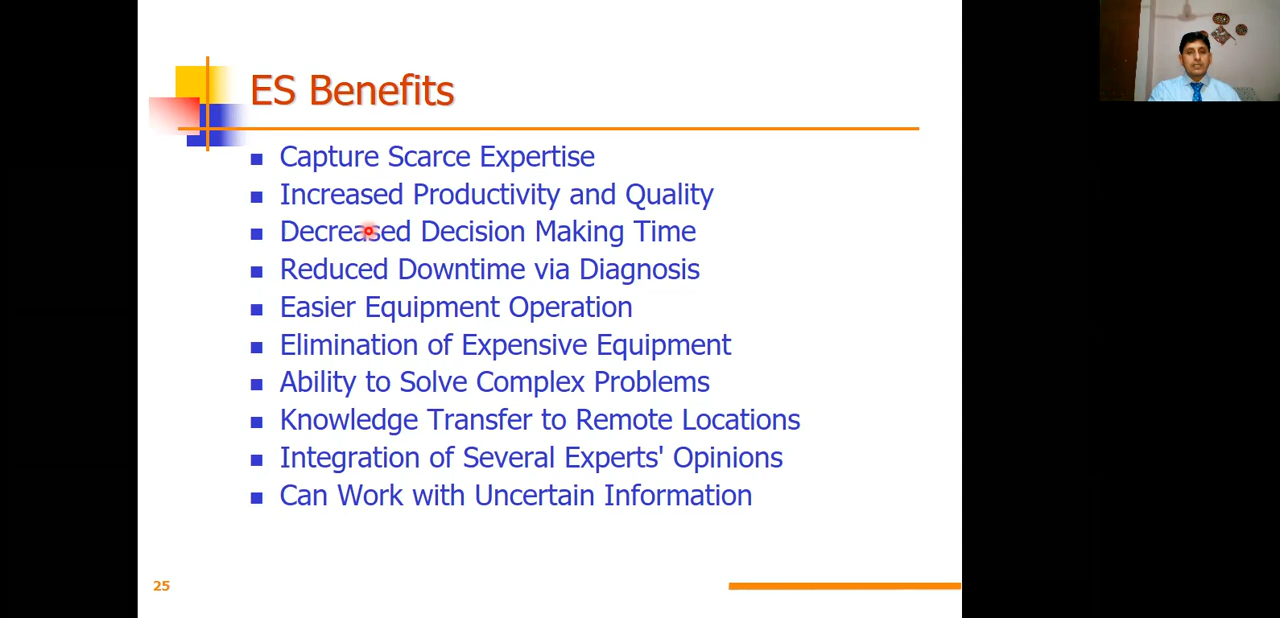 ES Benefits
Capture Scarce Expertise
Increased Productivity and Quality
Decreased Decision Making Time
Reduced Downtime via Diagnosis
Easier Equipment Operation
Elimination of Expensive Equipment
Ability to Solve Complex Problems
Knowledge Transfer to Remote Locations
Integration of Several Experts' Opinions
Can Work with Uncertain Information
25